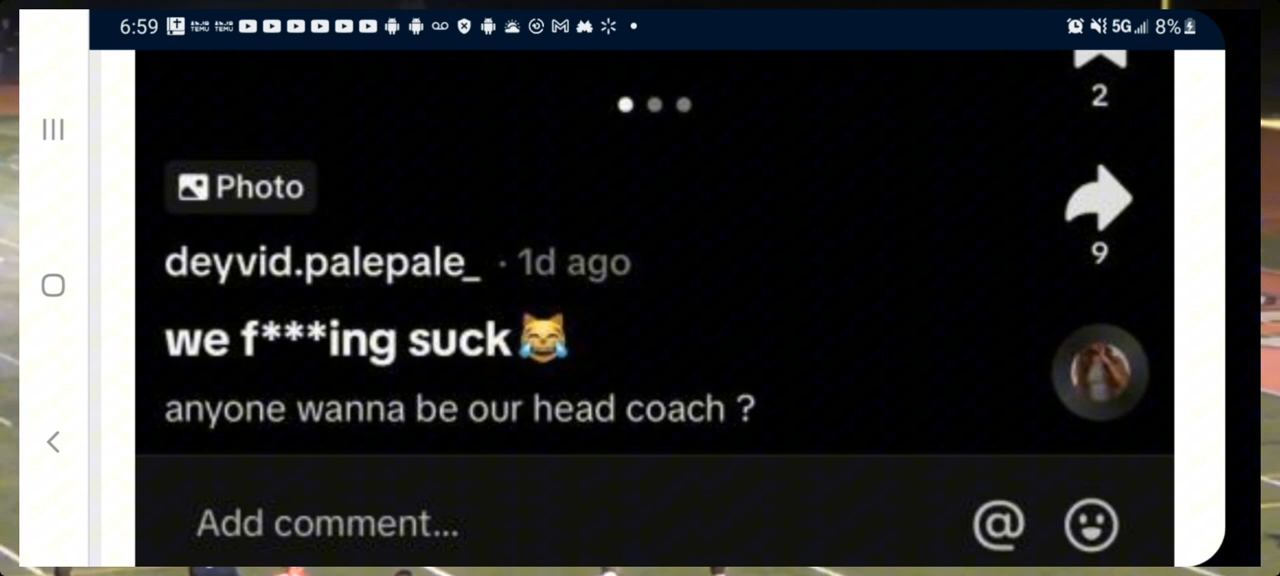 6:59 5G 8%
2
Photo
9
deyvid.palepale_ · 1d ago
we f***ing suck😹
anyone wanna be our head coach ?
Add comment...
@